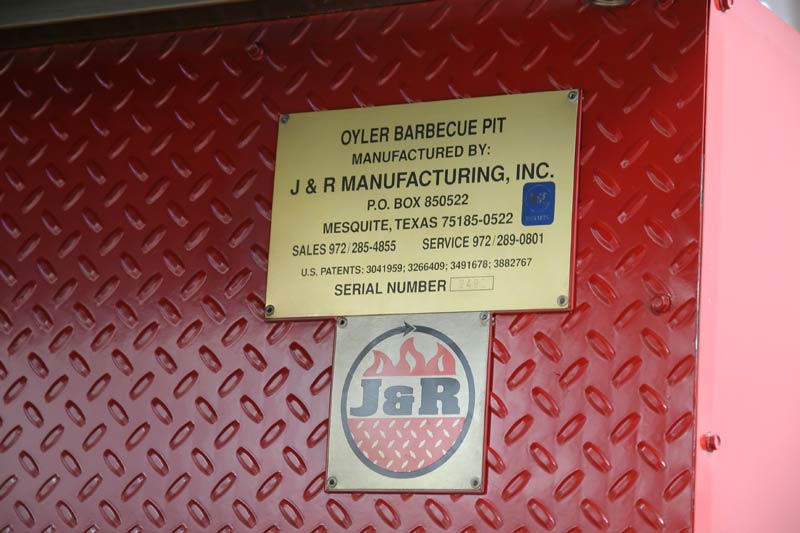 OYLER BARBECUE PIT
MANUFACTURED BY:
J & R MANUFACTURING, INC.
P.O. BOX 850522
MESQUITE, TEXAS 75185-0522
SALES 972/285-4855 SERVICE 972/289-0801
U.S. PATENTS: 3041959; 3266409; 3491678; 3882767
SERIAL NUMBER
J&R